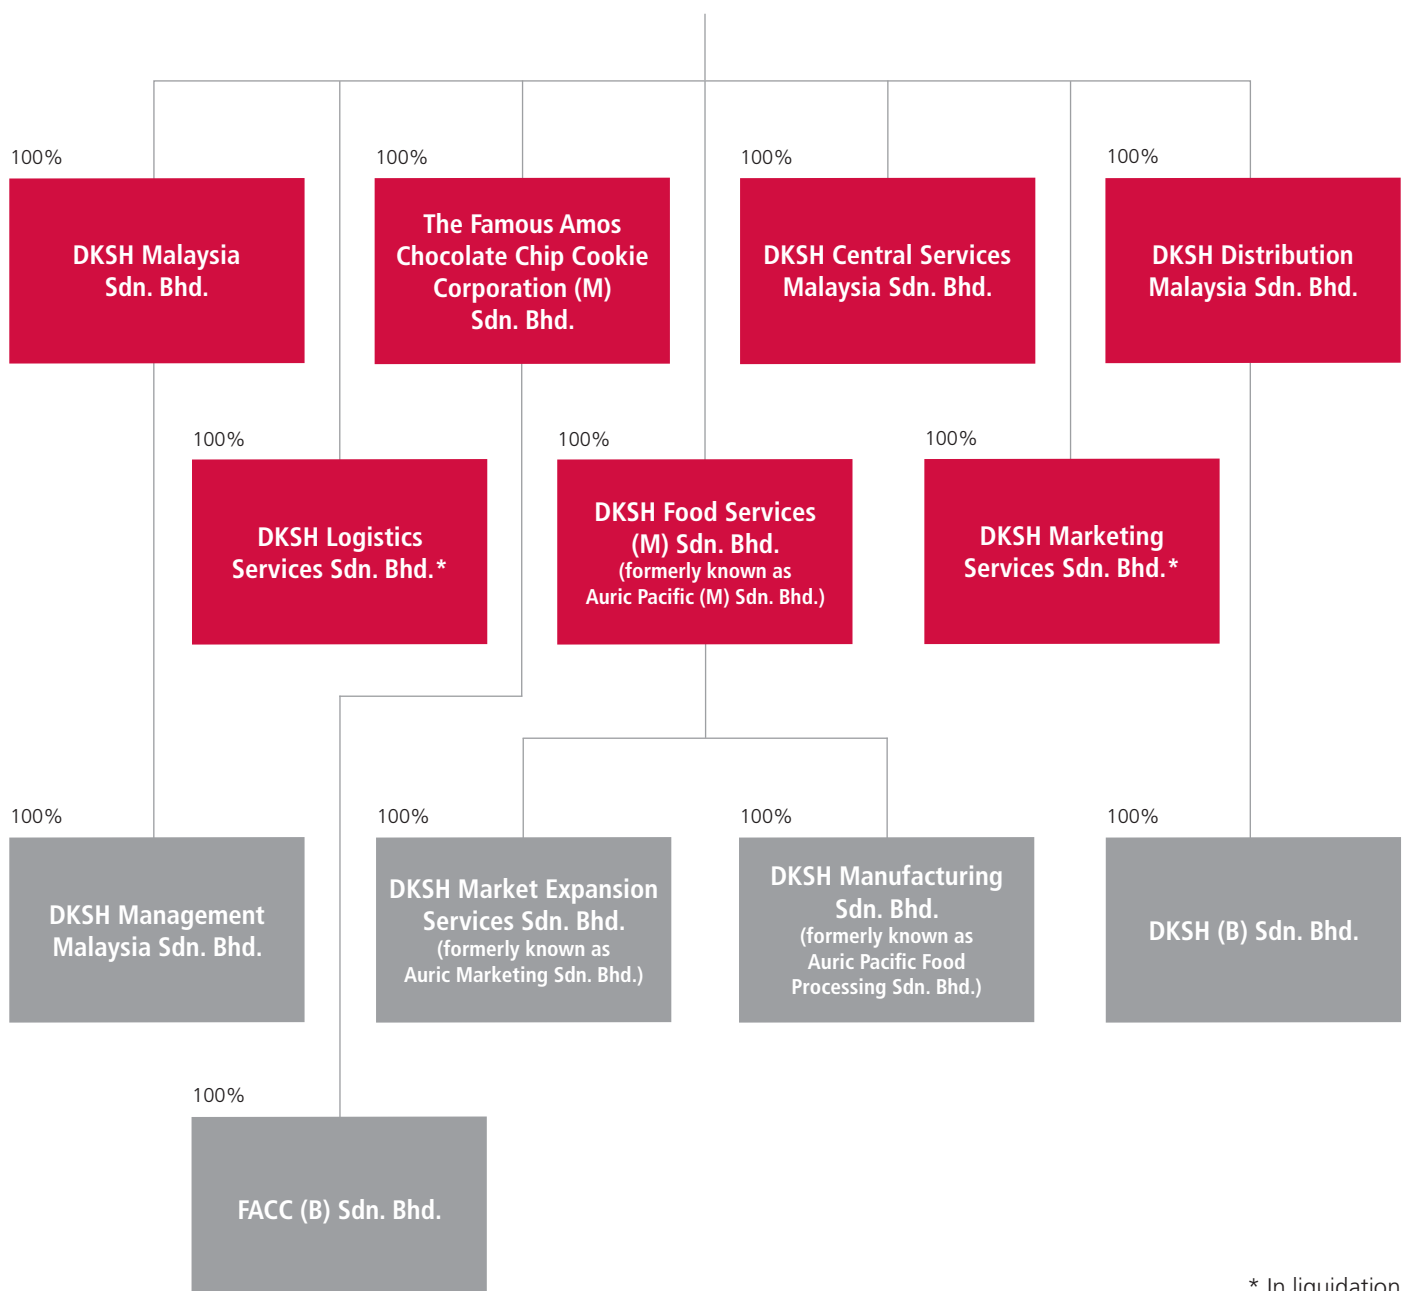 100%
DKSH Malaysia
Sdn. Bhd.
100%
The Famous Amos
Chocolate Chip Cookie
Corporation (M)
Sdn. Bhd.
100%
DKSH Central Services
Malaysia Sdn. Bhd.
100%
DKSH Distribution
Malaysia Sdn. Bhd.
100%
DKSH Logistics
Services Sdn. Bhd.*
100%
DKSH Food Services
(M) Sdn. Bhd.
(formerly known as
Auric Pacific (M) Sdn. Bhd.)
100%
DKSH Marketing
Services Sdn. Bhd.*
100%
DKSH Management
Malaysia Sdn. Bhd.
100%
DKSH Market Expansion
Services Sdn. Bhd.
(formerly known as
Auric Marketing Sdn. Bhd.)
100%
DKSH Manufacturing
Sdn. Bhd.
(formerly known as
Auric Pacific Food
Processing Sdn. Bhd.)
100%
DKSH (B) Sdn. Bhd.
100%
FACC (B) Sdn. Bhd.
* In liquidation